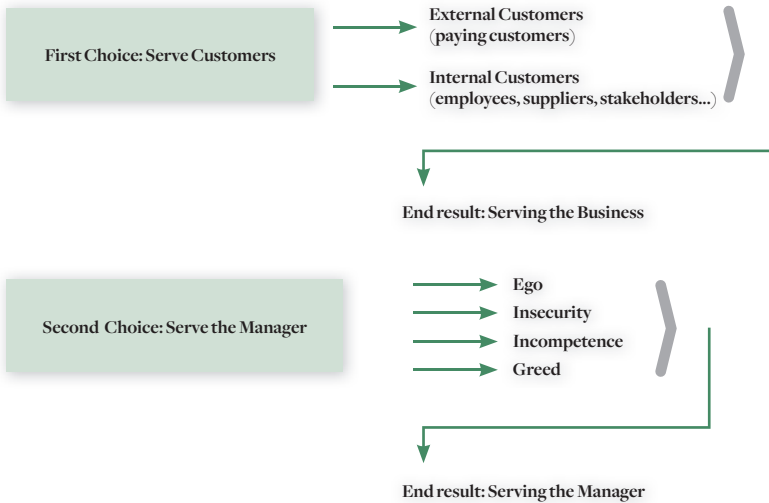 External Customers
(paying customers)
First Choice: Serve Customers
Internal Customers
(employees, suppliers, stakeholders...)
End result: Serving the Business
Ego
Insecurity
Second Choice: Serve the Manager
Incompetence
Greed
End result: Serving the Manager